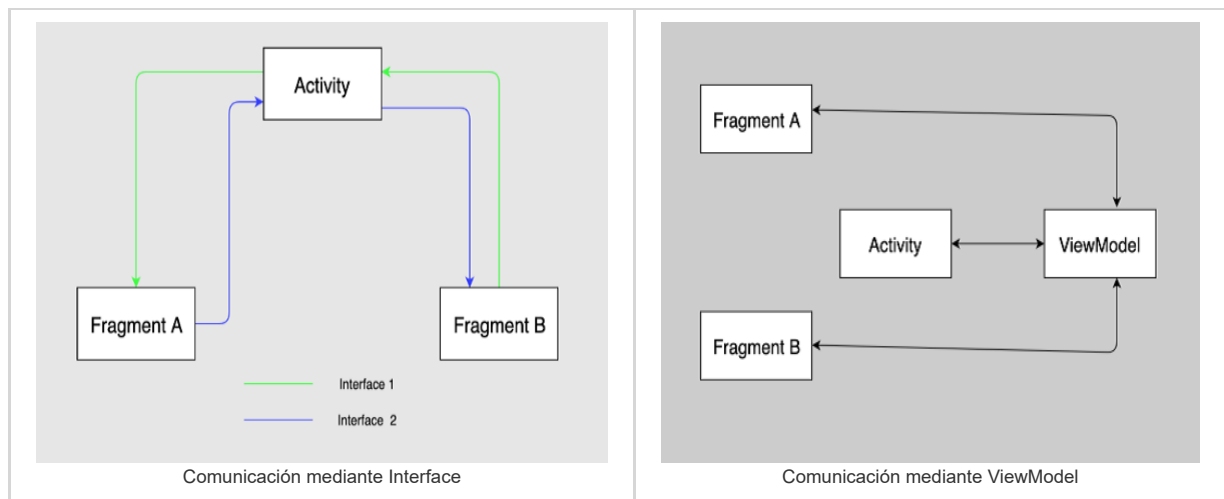 Activity
Fragment A
Fragment B
Interface 1
Interface 2
Comunicación mediante Interface
Fragment A
Activity
ViewModel
Fragment B
Comunicación mediante ViewModel